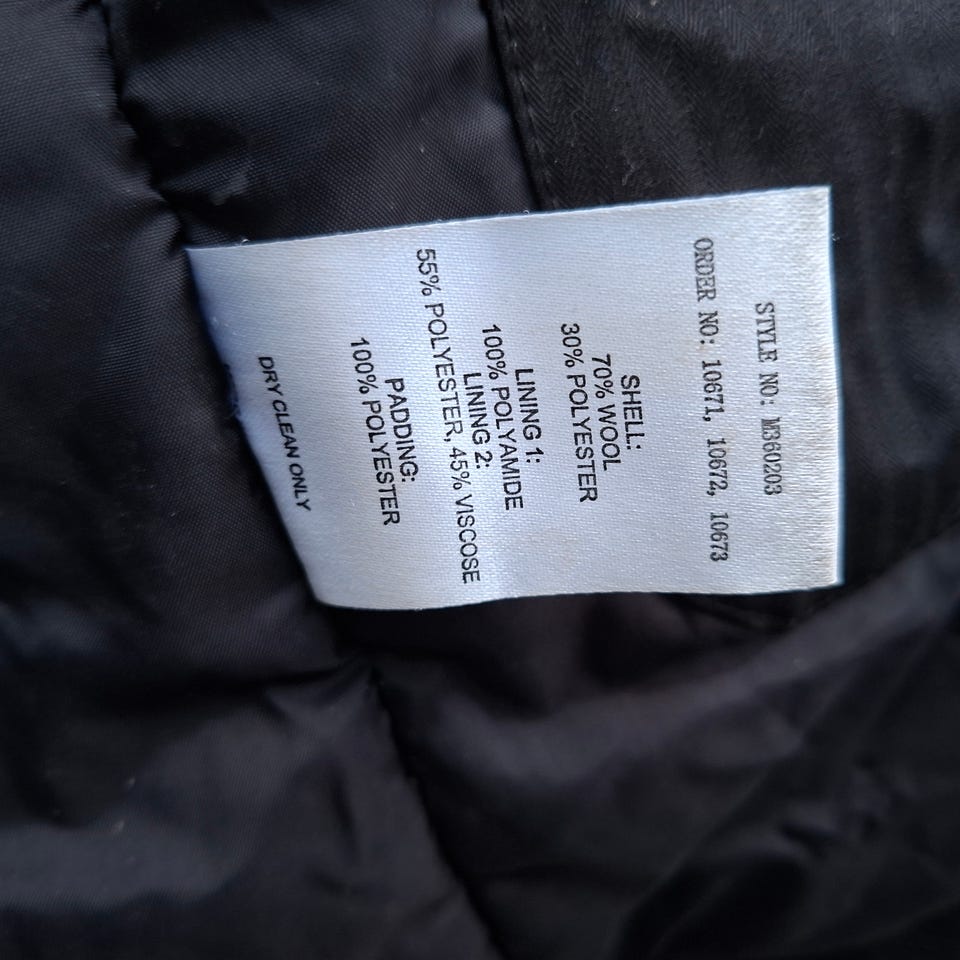 STYLE NO: M360203
ORDER NO: 10671, 10672, 10673
SHELL:
70% WOOL
30% POLYESTER
LINING 1:
100% POLYAMIDE
LINING 2:
55% POLYESTER, 45% VISCOSE
PADDING:
100% POLYESTER
DRY CLEAN ONLY